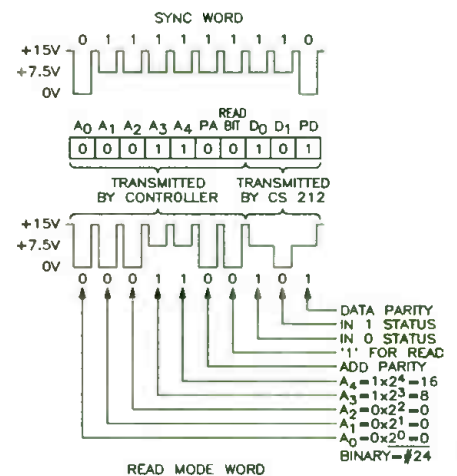 SYNC WORD
0 1 1 1 1 1 1 1 1 0
+15V
+7.5V
0V
READ
A0 A1 A2 A3 A4 PA BIT D0 D1 PD
0 0 0 1 1 0 0 1 0 1
TRANSMITTED TRANSMITTED
BY CONTROLLER BY CS 212
+15V
+7.5V
0V
0 0 0 1 1 0 0 1 0 1
DATA PARITY
IN 1 STATUS
IN 0 STATUS
'1' FOR READ
ADD PARITY
A4=1x2^4=16
A3=1x2^3=8
A2=0x2^2=0
A1=0x2^1=0
A0=0x2^0=0
BINARY=#24
READ MODE WORD